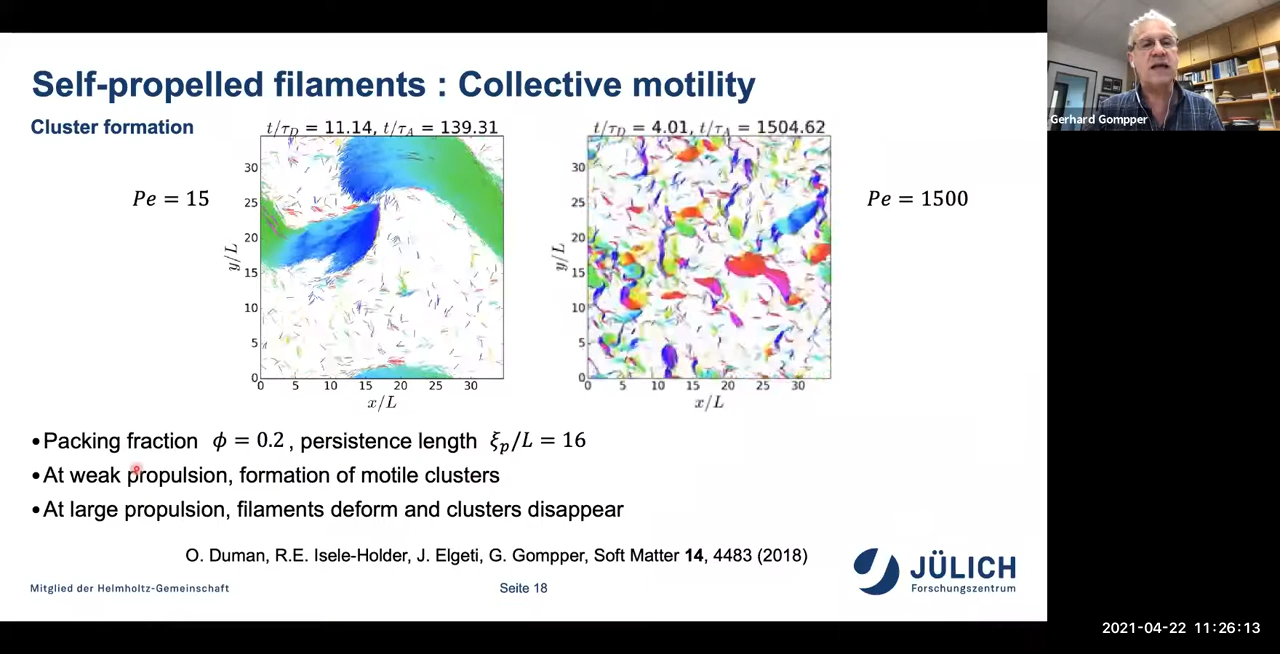 Self-propelled filaments : Collective motility
Cluster formation
t/τ_D = 11.14, t/τ_A = 139.31
t/τ_D = 4.01, t/τ_A = 1504.62
Gerhard Gompper
Pe = 15
Pe = 1500
30
25
20
15
10
5
0
y/L
0 5 10 15 20 25 30
x/L
30
25
20
15
10
5
0
y/L
0 5 10 15 20 25 30
x/L
•Packing fraction ϕ = 0.2 , persistence length ξ_p/L = 16
•At weak propulsion, formation of motile clusters
•At large propulsion, filaments deform and clusters disappear
O. Duman, R.E. Isele-Holder, J. Elgeti, G. Gompper, Soft Matter 14, 4483 (2018)
JÜLICH
Forschungszentrum
Mitglied der Helmholtz-Gemeinschaft
Seite 18
2021-04-22 11:26:13